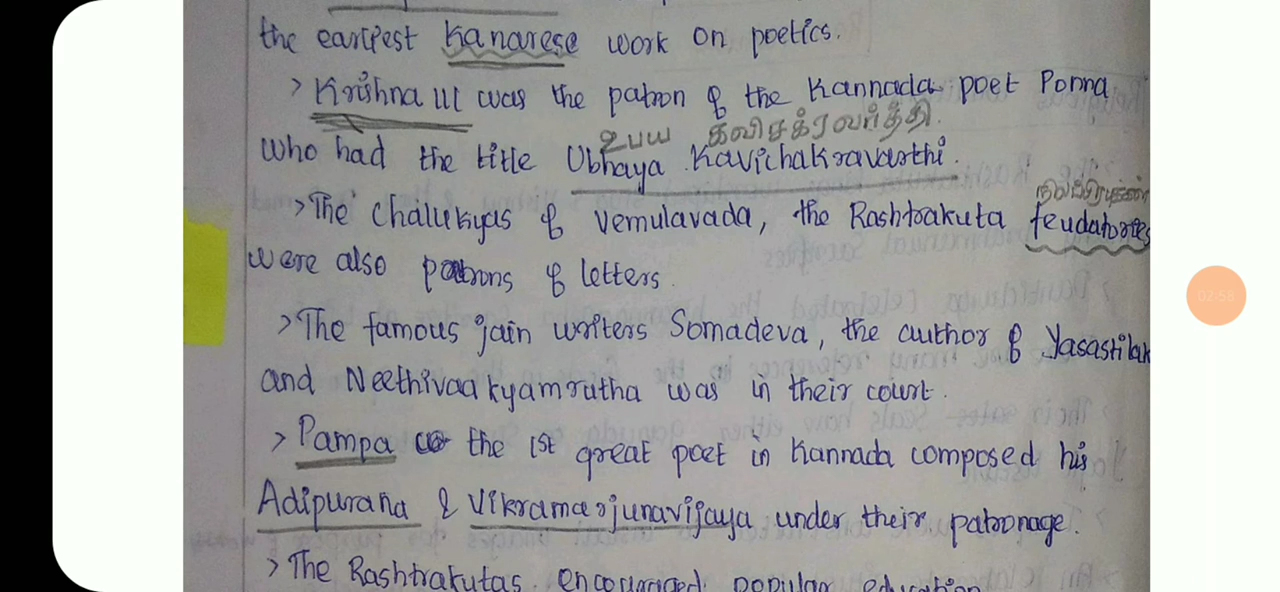 the earlpest Kanarese work on poetics.
> Krishna III was the patron of the Kannada poet Ponna
உபய கவிசக்ரவர்த்தி.
who had the title Ubhaya Kavichakravarthi.
> The Chalukyas of Vemulavada, the Rashtrakuta feudatories
were also patrons of letters.
> The famous jain writers Somadeva, the author of Yasastilak
and Neethivaakyamrutha was in their court.
> Pampa the 1st great poet in Kannada composed his
Adipurana & Vikramarjunavijaya under their patronage.
> The Rashtrakutas encouraged popular education
02:58